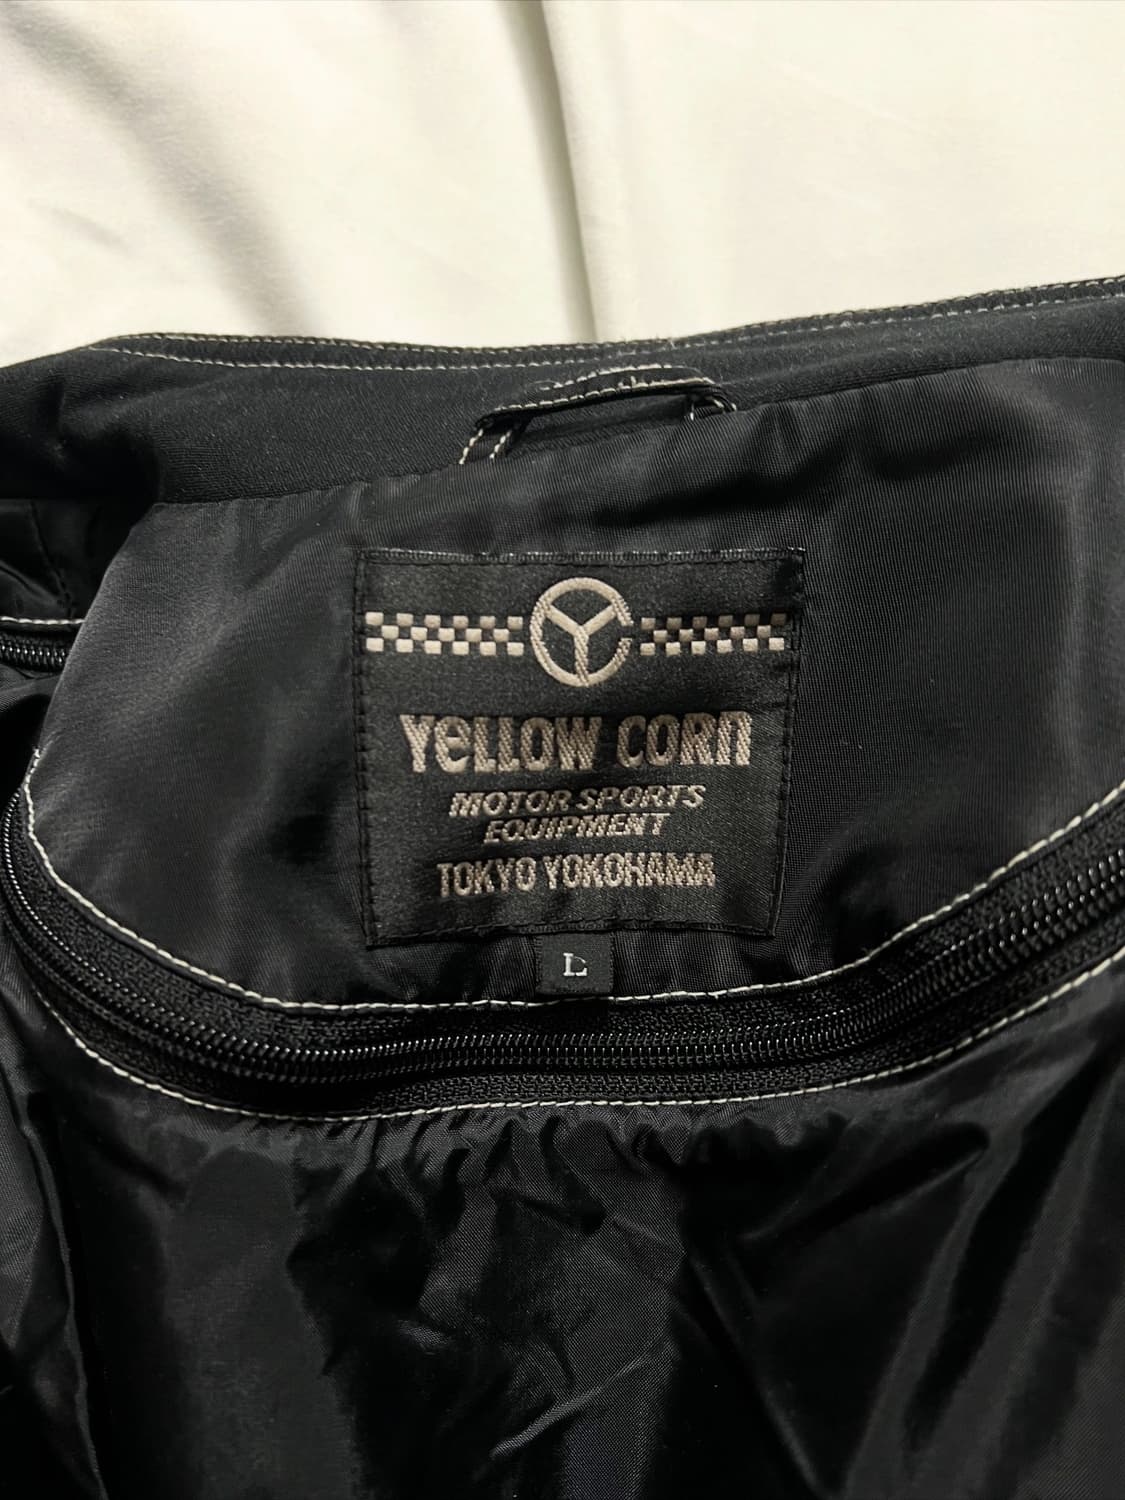 YeLLOW CORn
MOTOR SPORTS
EQUIPMENT
TOKYO YOKOHAMA
L